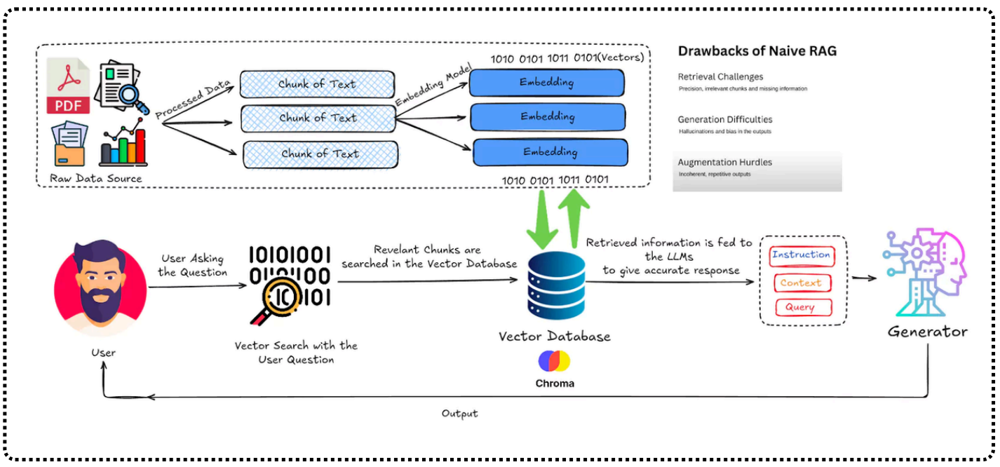 1010 0101 1011 0101(Vectors)
Processed Data
Embedding Model
PDF
Chunk of Text
Chunk of Text
Chunk of Text
Embedding
Embedding
Embedding
Raw Data Source
1010 0101 1011 0101
Drawbacks of Naive RAG
Retrieval Challenges
Precision, irrelevant chunks and missing information
Generation Difficulties
Hallucinations and bias in the outputs
Augmentation Hurdles
Incoherent, repetitive outputs
User
User Asking
the Question
10101001
101
Vector Search with the
User Question
Revelant Chunks are
searched in the Vector Database
Vector Database
Chroma
Retrieved information is fed to
the LLMs
to give accurate response
Instruction
Context
Query
Generator
Output